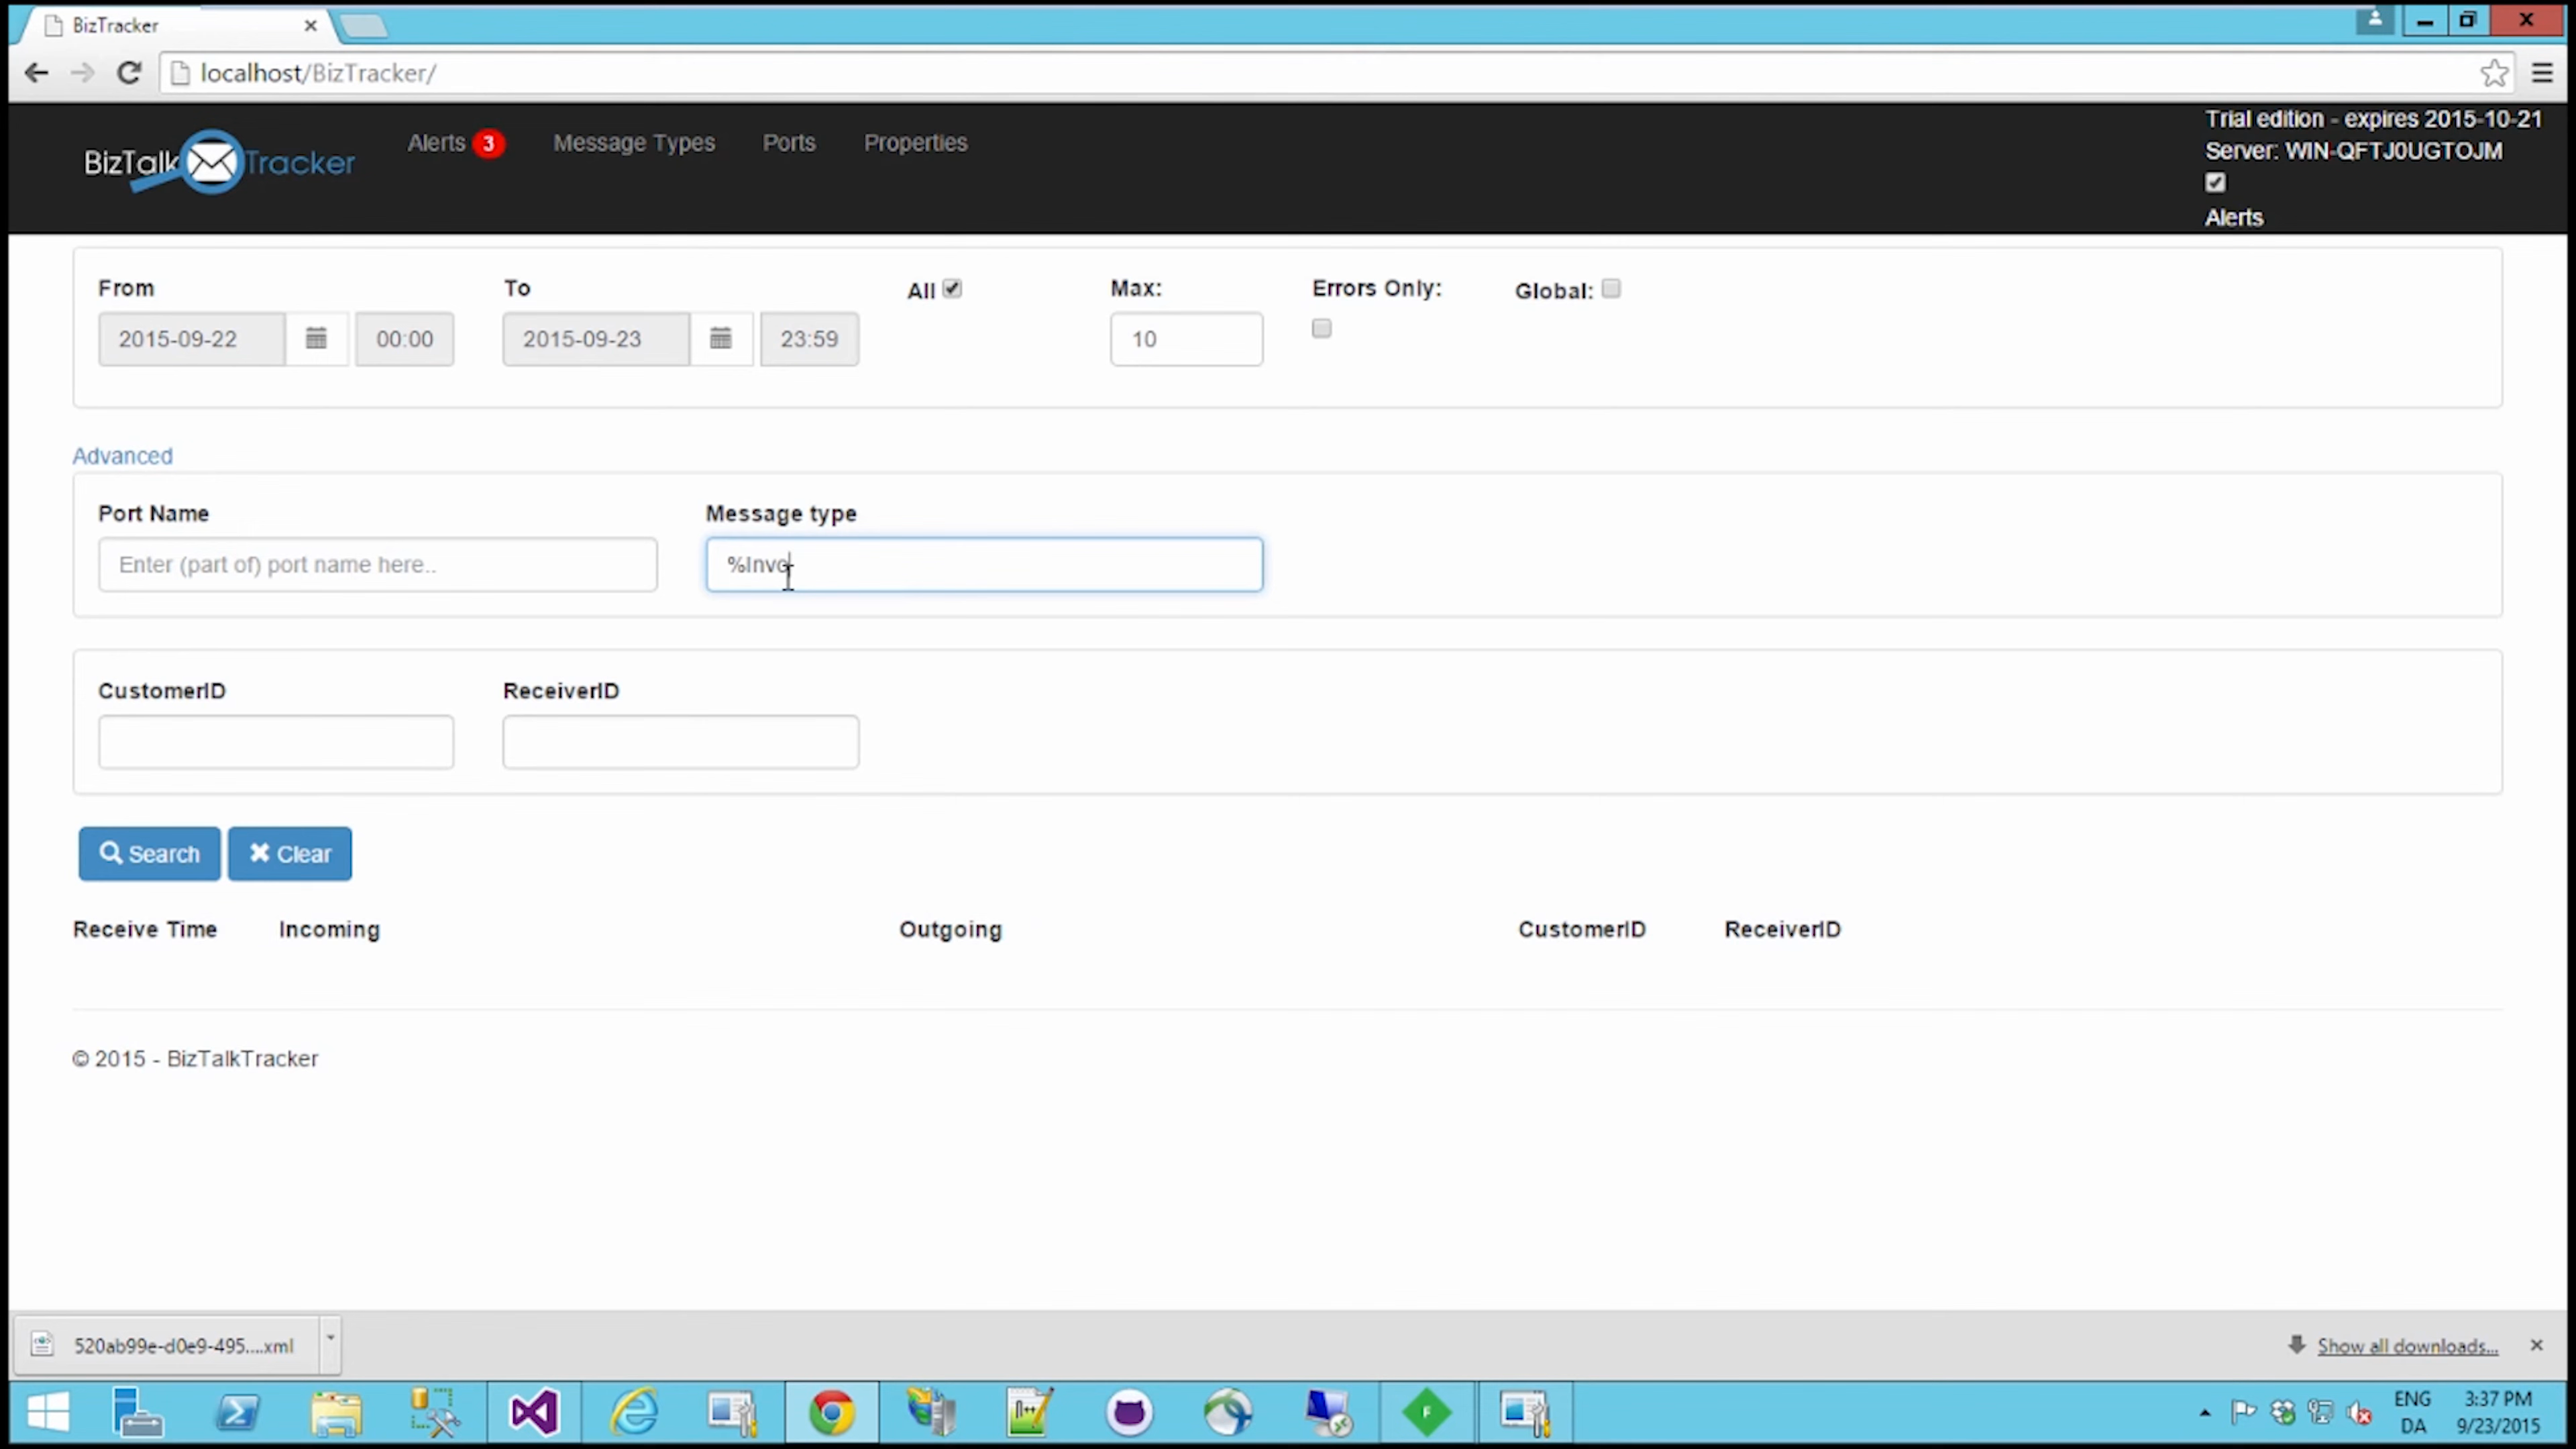 BizTracker
localhost/BizTracker/
BizTalk Tracker
Alerts 3 Message Types Ports Properties
Trial edition - expires 2015-10-21
Server: WIN-QFTJ0UGTOJM
Alerts
From To All Max: Errors Only: Global:
2015-09-22 00:00 2015-09-23 23:59 10
Advanced
Port Name Message type
Enter (part of) port name here.. %Invo
CustomerID ReceiverID
Search Clear
Receive Time Incoming Outgoing CustomerID ReceiverID
© 2015 - BizTalkTracker
520ab99e-d0e9-495....xml Show all downloads...
ENG 3:37 PM
DA 9/23/2015